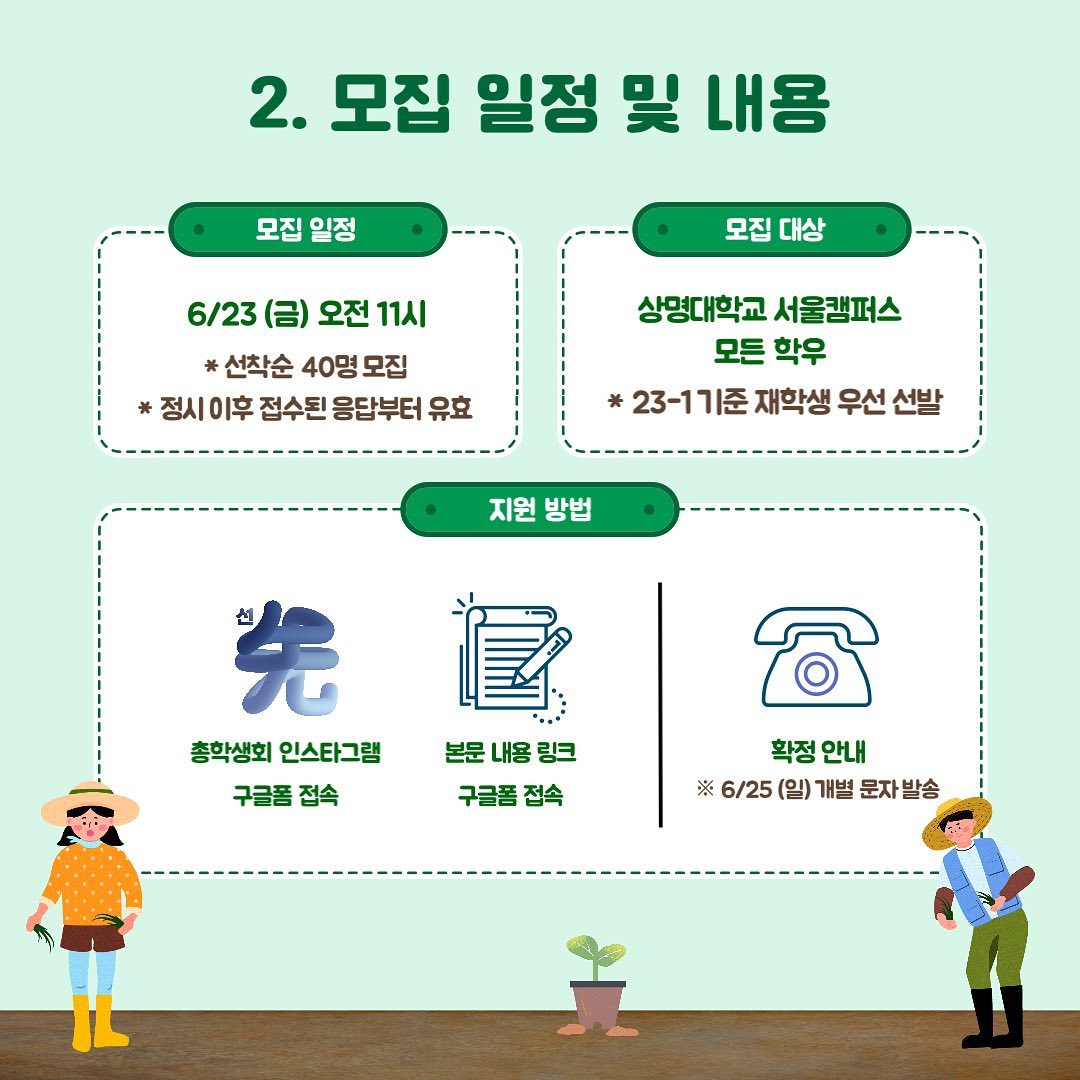 2. 모집 일정 및 내용
모집 일정
6/23 (금) 오전 11시
* 선착순 40명 모집
* 정시 이후 접수된 응답부터 유효
모집 대상
상명대학교 서울캠퍼스
모든 학우
* 23-1 기준 재학생 우선 선발
지원 방법
선
先
총학생회 인스타그램
구글폼 접속
본문 내용 링크
구글폼 접속
확정 안내
※ 6/25 (일) 개별 문자 발송